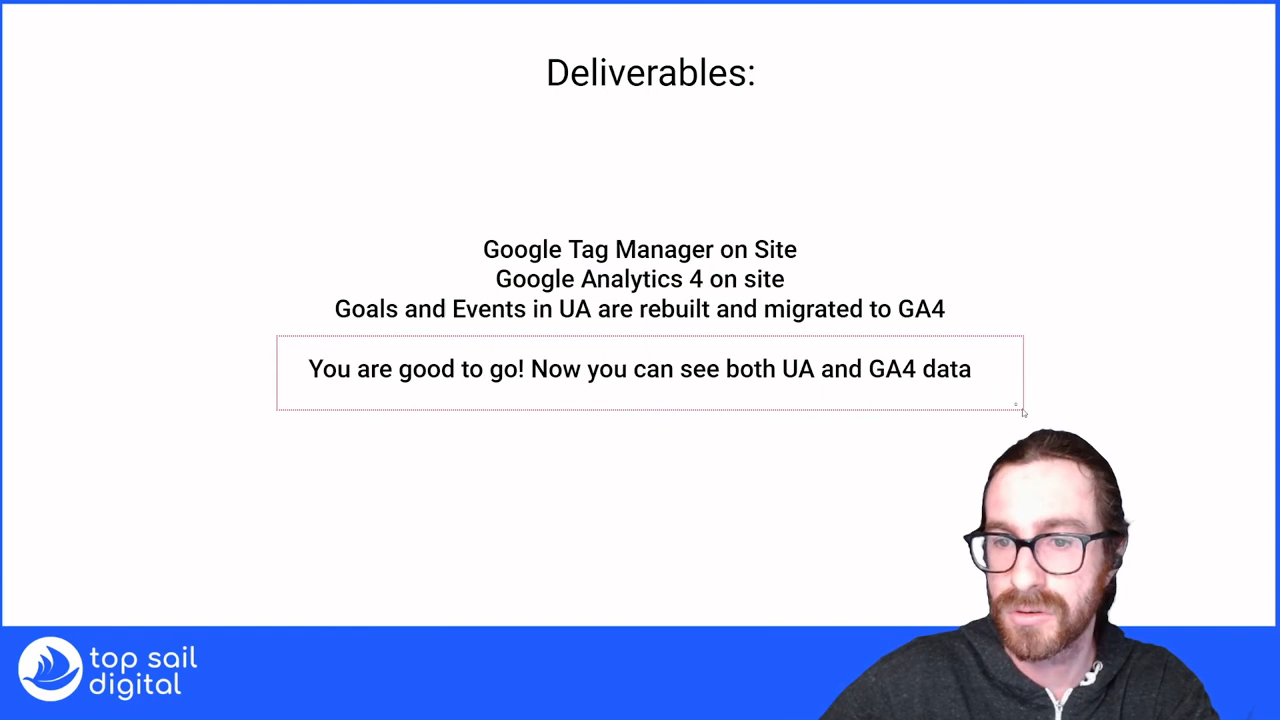 Deliverables:
Google Tag Manager on Site
Google Analytics 4 on site
Goals and Events in UA are rebuilt and migrated to GA4
You are good to go! Now you can see both UA and GA4 data
top sail
digital